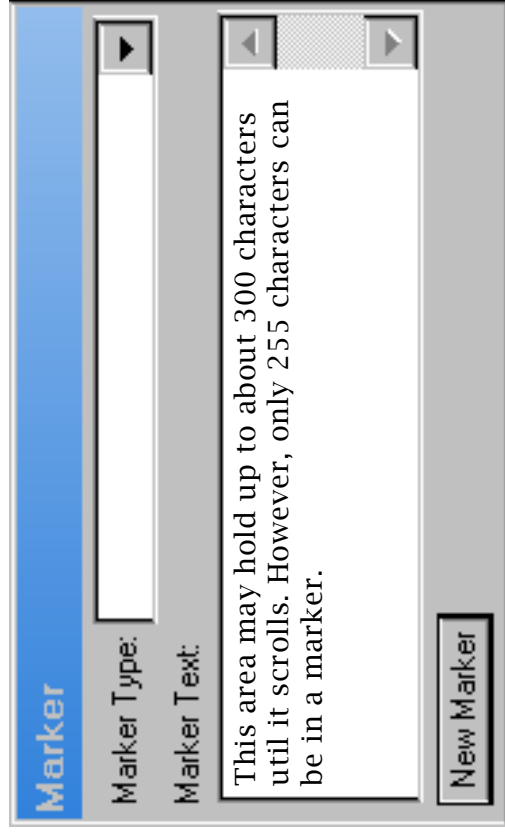 Marker
Marker Type:
Marker Text:
This area may hold up to about 300 characters
util it scrolls. However, only 255 characters can
be in a marker.
New Marker